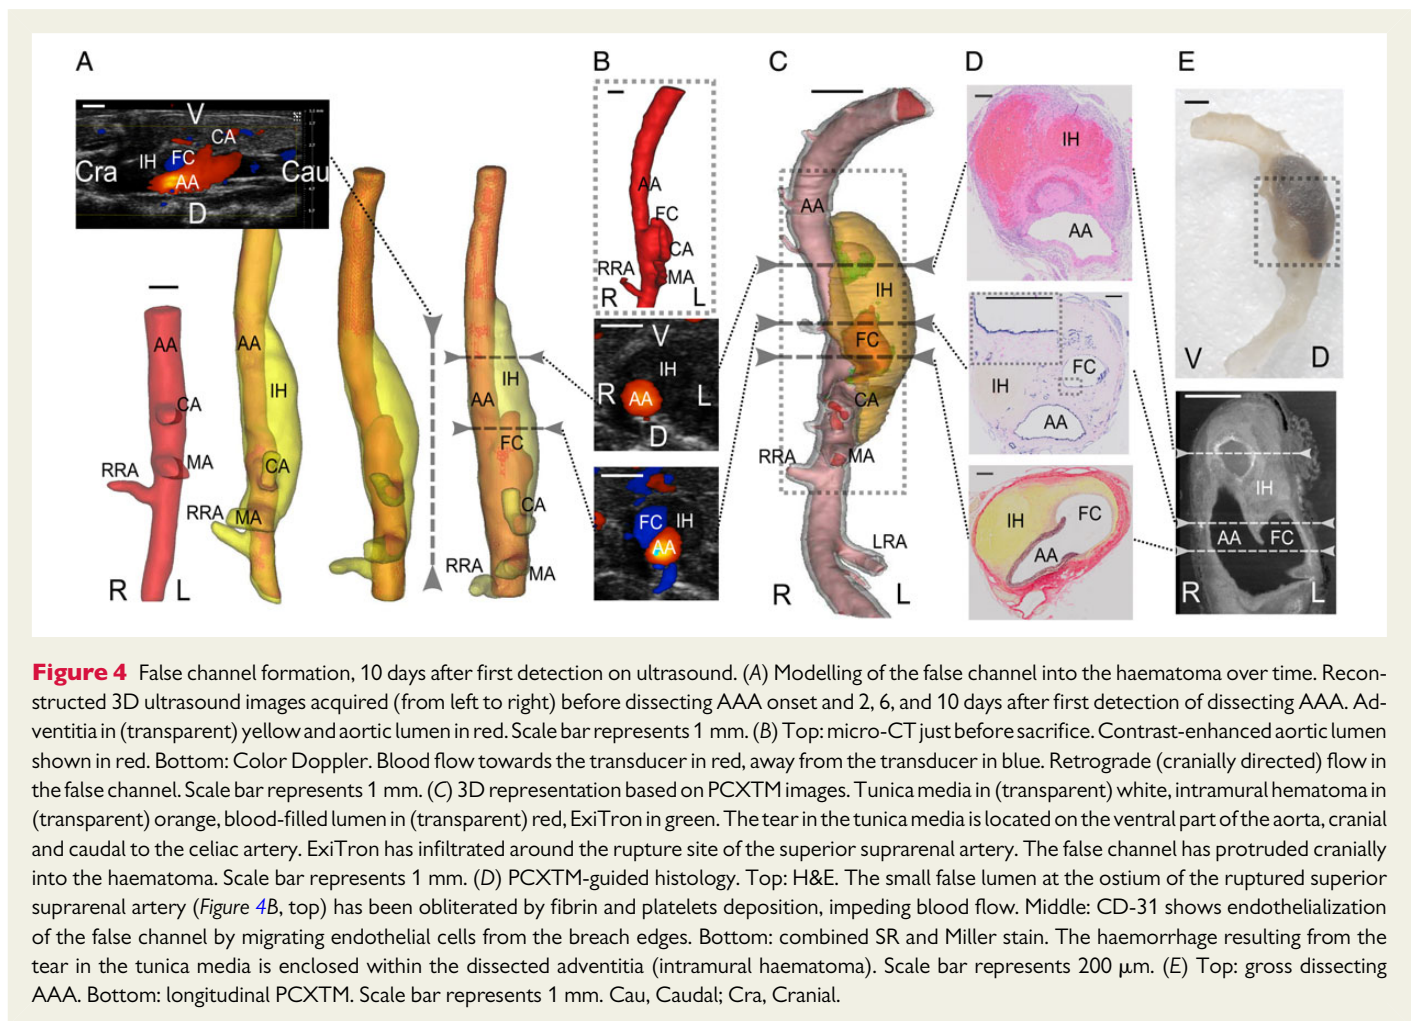 A
B
C
D
E
V
CA
IH
FC
Cra
AA
Cau
D
AA
CA
RRA
MA
R
L
AA
IH
CA
RRA
MA
IH
AA
FC
CA
RRA
MA
AA
FC
CA
RRA
MA
R
L
V
IH
R
AA
L
D
FC
IH
AA
AA
IH
FC
CA
RRA
MA
LRA
R
L
IH
AA
FC
IH
AA
IH
FC
AA
V
D
IH
AA
FC
R
L
Figure 4 False channel formation, 10 days after first detection on ultrasound. (A) Modelling of the false channel into the haematoma over time. Recon-
structed 3D ultrasound images acquired (from left to right) before dissecting AAA onset and 2, 6, and 10 days after first detection of dissecting AAA. Ad-
ventitia in (transparent) yellow and aortic lumen in red. Scale bar represents 1 mm. (B) Top: micro-CT just before sacrifice. Contrast-enhanced aortic lumen
shown in red. Bottom: Color Doppler. Blood flow towards the transducer in red, away from the transducer in blue. Retrograde (cranially directed) flow in
the false channel. Scale bar represents 1 mm. (C) 3D representation based on PCXTM images. Tunica media in (transparent) white, intramural hematoma in
(transparent) orange, blood-filled lumen in (transparent) red, ExiTron in green. The tear in the tunica media is located on the ventral part of the aorta, cranial
and caudal to the celiac artery. ExiTron has infiltrated around the rupture site of the superior suprarenal artery. The false channel has protruded cranially
into the haematoma. Scale bar represents 1 mm. (D) PCXTM-guided histology. Top: H&E. The small false lumen at the ostium of the ruptured superior
suprarenal artery (Figure 4B, top) has been obliterated by fibrin and platelets deposition, impeding blood flow. Middle: CD-31 shows endothelialization
of the false channel by migrating endothelial cells from the breach edges. Bottom: combined SR and Miller stain. The haemorrhage resulting from the
tear in the tunica media is enclosed within the dissected adventitia (intramural haematoma). Scale bar represents 200 μm. (E) Top: gross dissecting
AAA. Bottom: longitudinal PCXTM. Scale bar represents 1 mm. Cau, Caudal; Cra, Cranial.